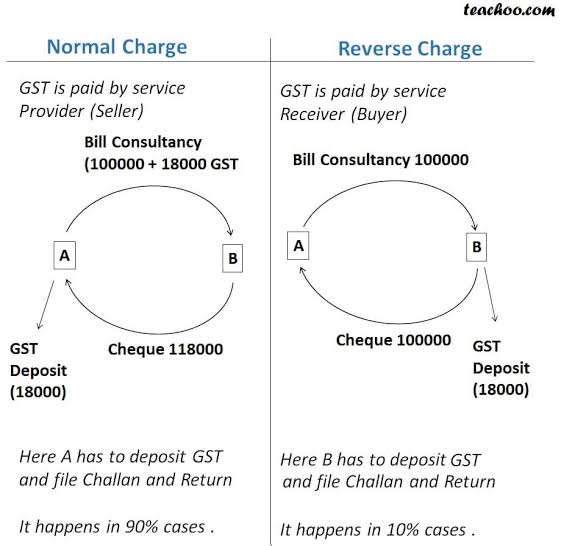 teachoo.com
Normal Charge
GST is paid by service
Provider (Seller)
Bill Consultancy
(100000 + 18000 GST
A
B
GST
Deposit
(18000)
Cheque 118000
Here A has to deposit GST
and file Challan and Return
It happens in 90% cases .
Reverse Charge
GST is paid by service
Receiver (Buyer)
Bill Consultancy 100000
A
B
Cheque 100000
GST
Deposit
(18000)
Here B has to deposit GST
and file Challan and Return
It happens in 10% cases .